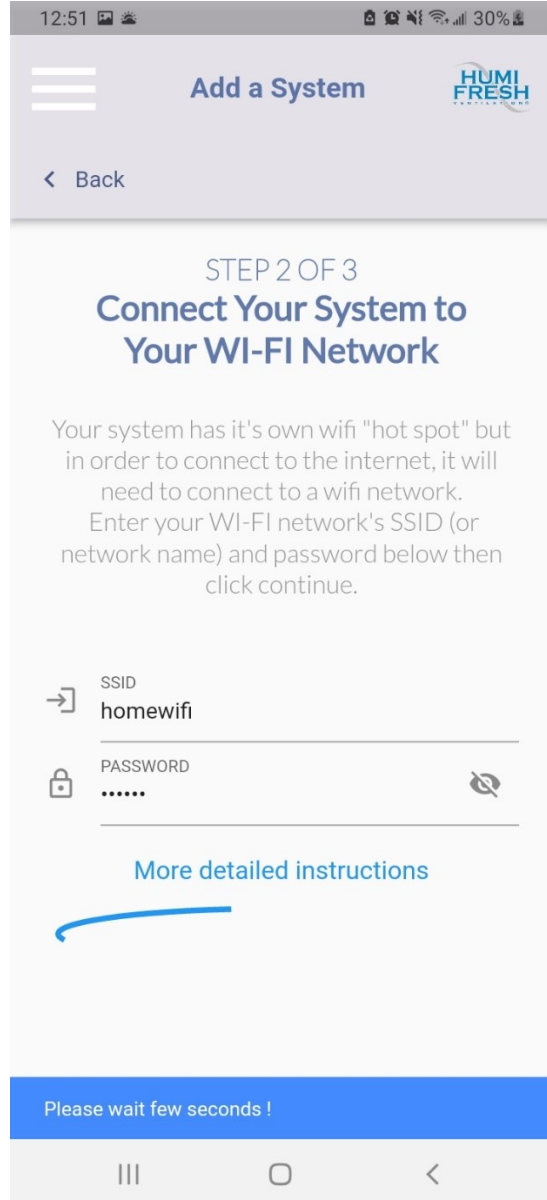 12:51 30%
Add a System
HUMI
FRESH
Back
STEP 2 OF 3
Connect Your System to
Your WI-FI Network
Your system has it's own wifi "hot spot" but
in order to connect to the internet, it will
need to connect to a wifi network.
Enter your WI-FI network's SSID (or
network name) and password below then
click continue.
SSID
homewifi
PASSWORD
••••••
More detailed instructions
Please wait few seconds !